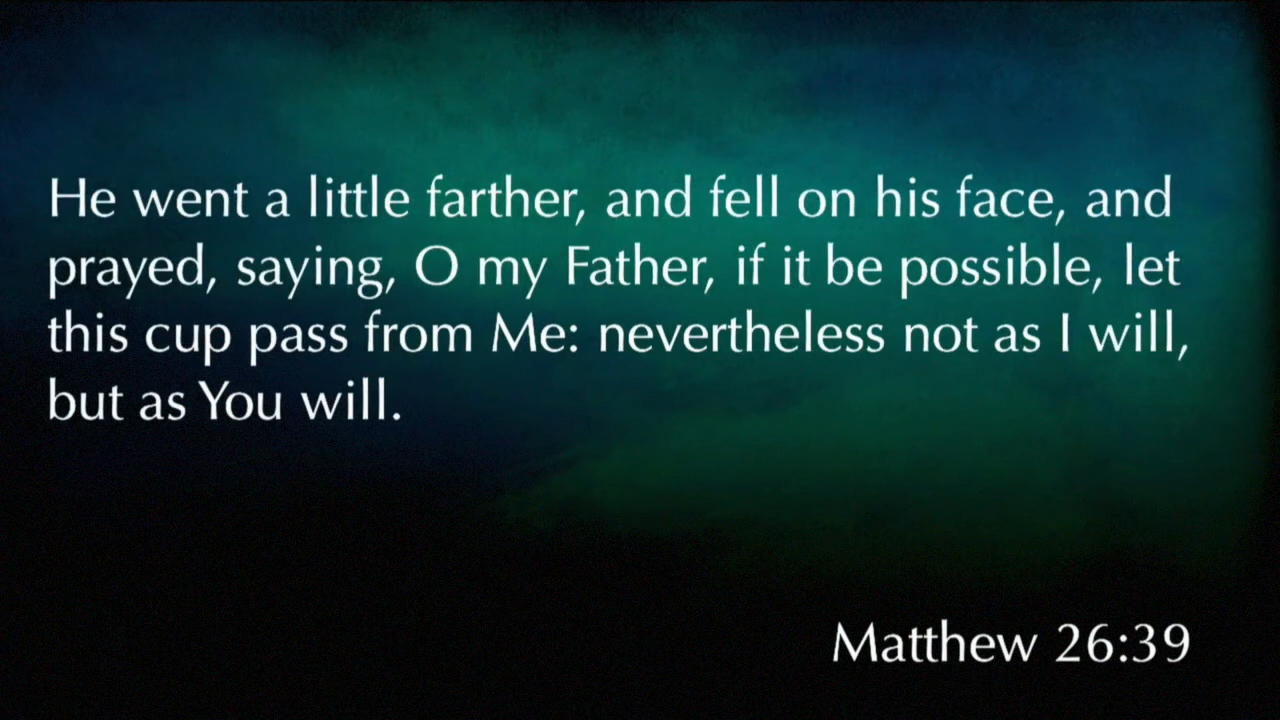 He went a little farther, and fell on his face, and
prayed, saying, O my Father, if it be possible, let
this cup pass from Me: nevertheless not as I will,
but as You will.
Matthew 26:39